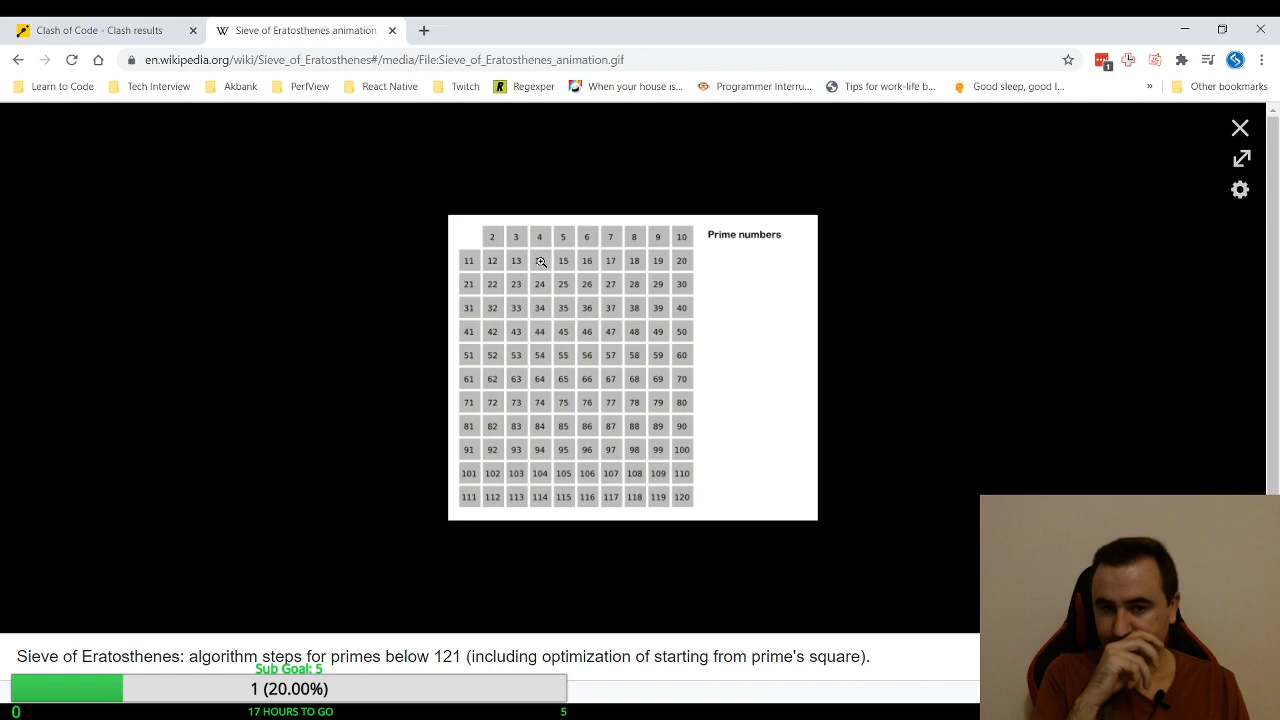 Clash of Code - Clash results
Sieve of Eratosthenes animation
en.wikipedia.org/wiki/Sieve_of_Eratosthenes#/media/File:Sieve_of_Eratosthenes_animation.gif
1
Learn to Code
Tech Interview
Akbank
PerfView
React Native
Twitch
Regexper
When your house is...
Programmer Interru...
Tips for work-life b...
Good sleep, good l...
»
Other bookmarks
2 3 4 5 6 7 8 9 10
Prime numbers
11 12 13 15 16 17 18 19 20
21 22 23 24 25 26 27 28 29 30
31 32 33 34 35 36 37 38 39 40
41 42 43 44 45 46 47 48 49 50
51 52 53 54 55 56 57 58 59 60
61 62 63 64 65 66 67 68 69 70
71 72 73 74 75 76 77 78 79 80
81 82 83 84 85 86 87 88 89 90
91 92 93 94 95 96 97 98 99 100
101 102 103 104 105 106 107 108 109 110
111 112 113 114 115 116 117 118 119 120
Sieve of Eratosthenes: algorithm steps for primes below 121 (including optimization of starting from prime's square).
Sub Goal: 5
1 (20.00%)
0 17 HOURS TO GO 5